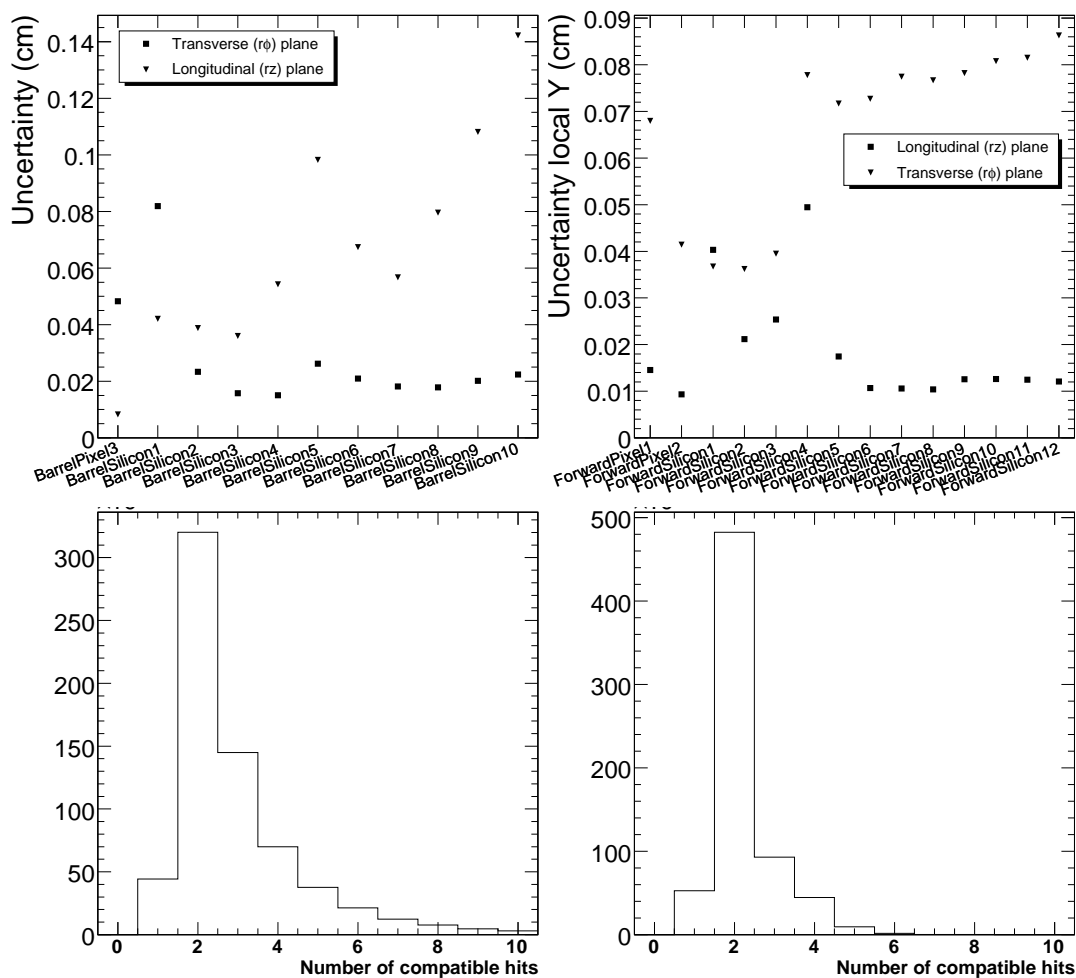 Uncertainty (cm)
0.14
0.12
0.1
0.08
0.06
0.04
0.02
0
Transverse (rϕ) plane
Longitudinal (rz) plane
BarrelPixel3
BarrelSilicon1
BarrelSilicon2
BarrelSilicon3
BarrelSilicon4
BarrelSilicon5
BarrelSilicon6
BarrelSilicon7
BarrelSilicon8
BarrelSilicon9
BarrelSilicon10
Uncertainty local Y (cm)
0.09
0.08
0.07
0.06
0.05
0.04
0.03
0.02
0.01
0
Longitudinal (rz) plane
Transverse (rϕ) plane
ForwardPixel1
ForwardPixel2
ForwardSilicon1
ForwardSilicon2
ForwardSilicon3
ForwardSilicon4
ForwardSilicon5
ForwardSilicon6
ForwardSilicon7
ForwardSilicon8
ForwardSilicon9
ForwardSilicon10
ForwardSilicon11
ForwardSilicon12
300
250
200
150
100
50
0
0 2 4 6 8 10
Number of compatible hits
500
400
300
200
100
0
0 2 4 6 8 10
Number of compatible hits